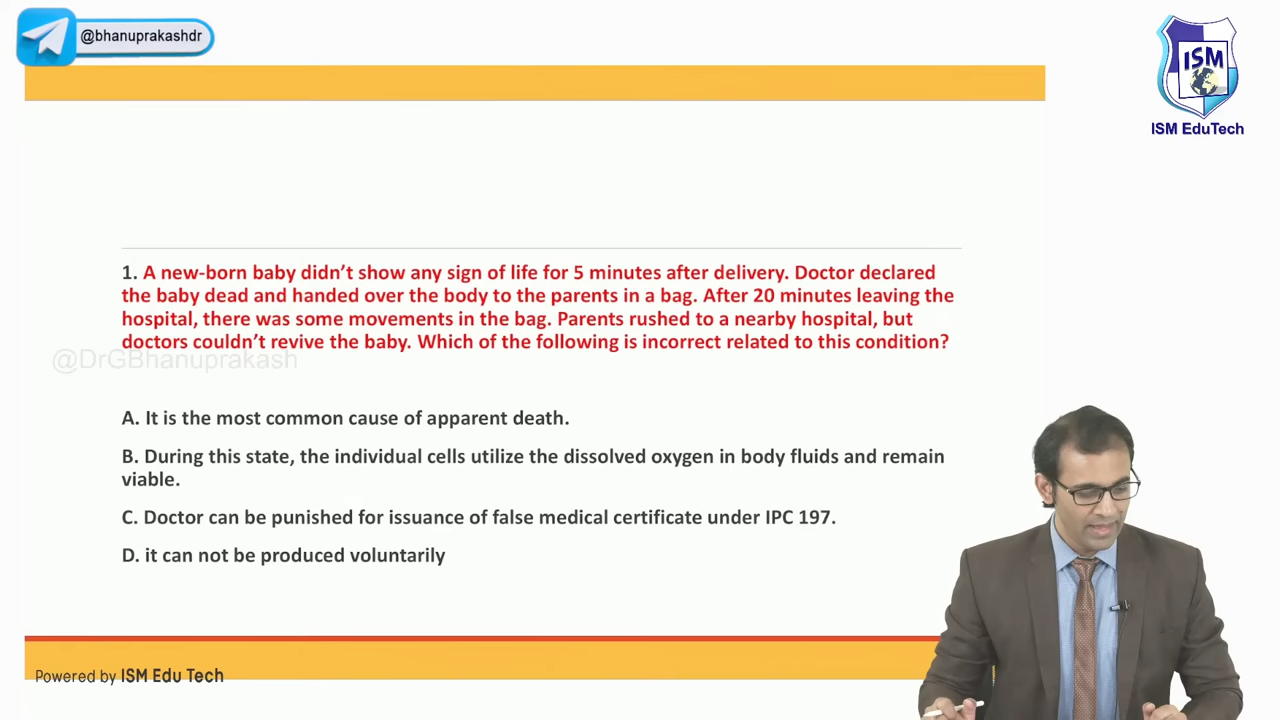 @bhanuprakashdr
ISM
ISM EduTech
1. A new-born baby didn't show any sign of life for 5 minutes after delivery. Doctor declared
the baby dead and handed over the body to the parents in a bag. After 20 minutes leaving the
hospital, there was some movements in the bag. Parents rushed to a nearby hospital, but
doctors couldn't revive the baby. Which of the following is incorrect related to this condition?
@DrGBhanuprakash
A. It is the most common cause of apparent death.
B. During this state, the individual cells utilize the dissolved oxygen in body fluids and remain
viable.
C. Doctor can be punished for issuance of false medical certificate under IPC 197.
D. it can not be produced voluntarily
Powered by ISM Edu Tech